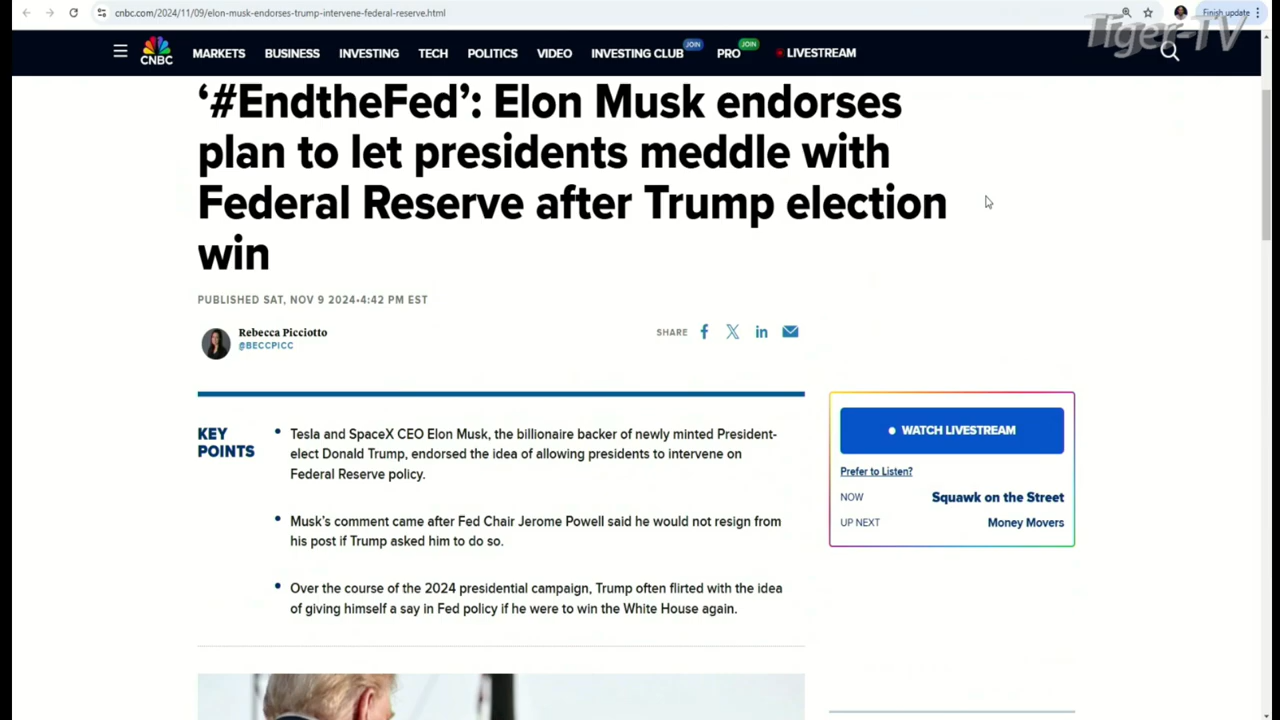 cnbc.com/2024/11/09/elon-musk-endorses-trump-intervene-federal-reserve.html
Finish update
Tiger-TV
CNBC
MARKETS BUSINESS INVESTING TECH POLITICS VIDEO INVESTING CLUB JOIN PRO JOIN LIVESTREAM
‘#EndtheFed’: Elon Musk endorses
plan to let presidents meddle with
Federal Reserve after Trump election
win
PUBLISHED SAT, NOV 9 2024•4:42 PM EST
Rebecca Picciotto
@BECCPICC
SHARE
KEY
POINTS
Tesla and SpaceX CEO Elon Musk, the billionaire backer of newly minted President-
elect Donald Trump, endorsed the idea of allowing presidents to intervene on
Federal Reserve policy.
Musk’s comment came after Fed Chair Jerome Powell said he would not resign from
his post if Trump asked him to do so.
Over the course of the 2024 presidential campaign, Trump often flirted with the idea
of giving himself a say in Fed policy if he were to win the White House again.
WATCH LIVESTREAM
Prefer to Listen?
NOW Squawk on the Street
UP NEXT Money Movers